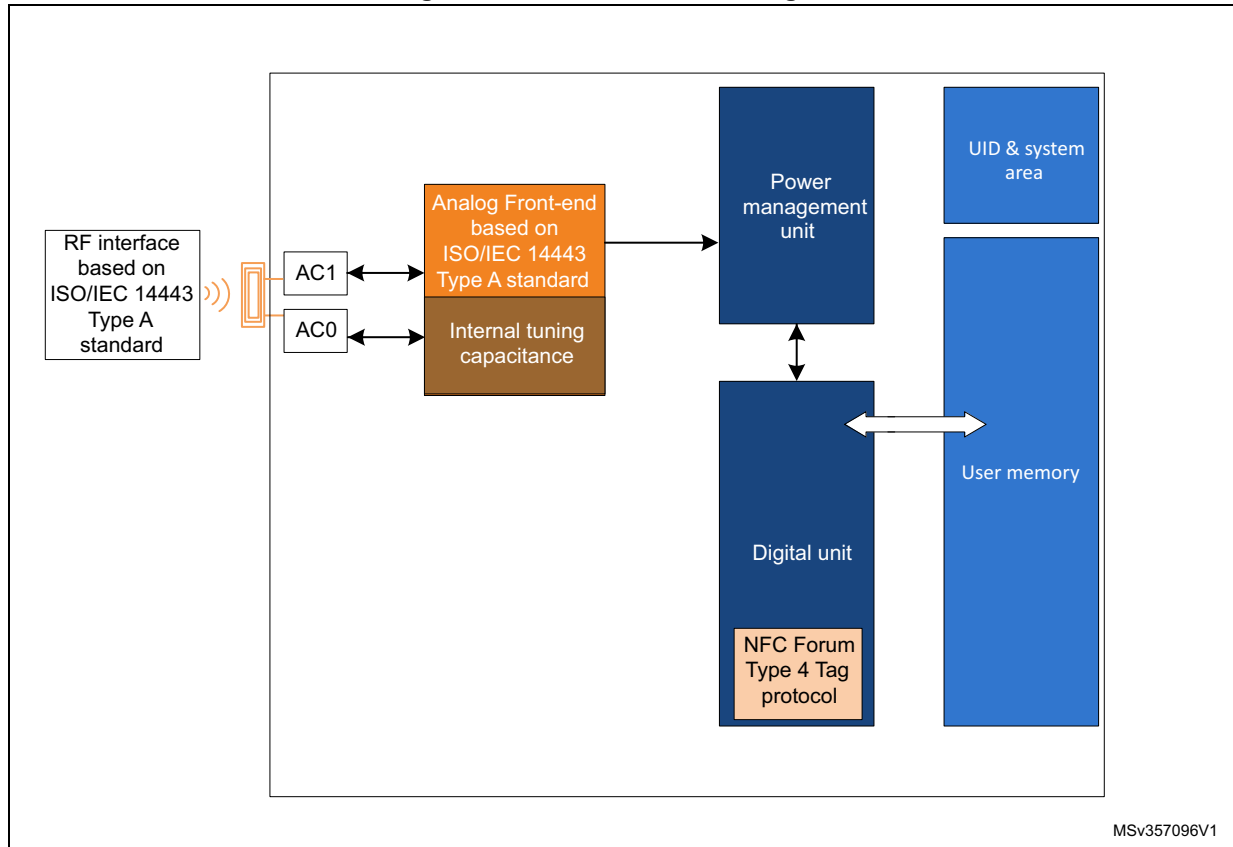 RF interface
based on
ISO/IEC 14443
Type A
standard
AC1
AC0
Analog Front-end
based on
ISO/IEC 14443
Type A standard
Internal tuning
capacitance
Power
management
unit
Digital unit
NFC Forum
Type 4 Tag
protocol
UID & system
area
User memory
MSv357096V1